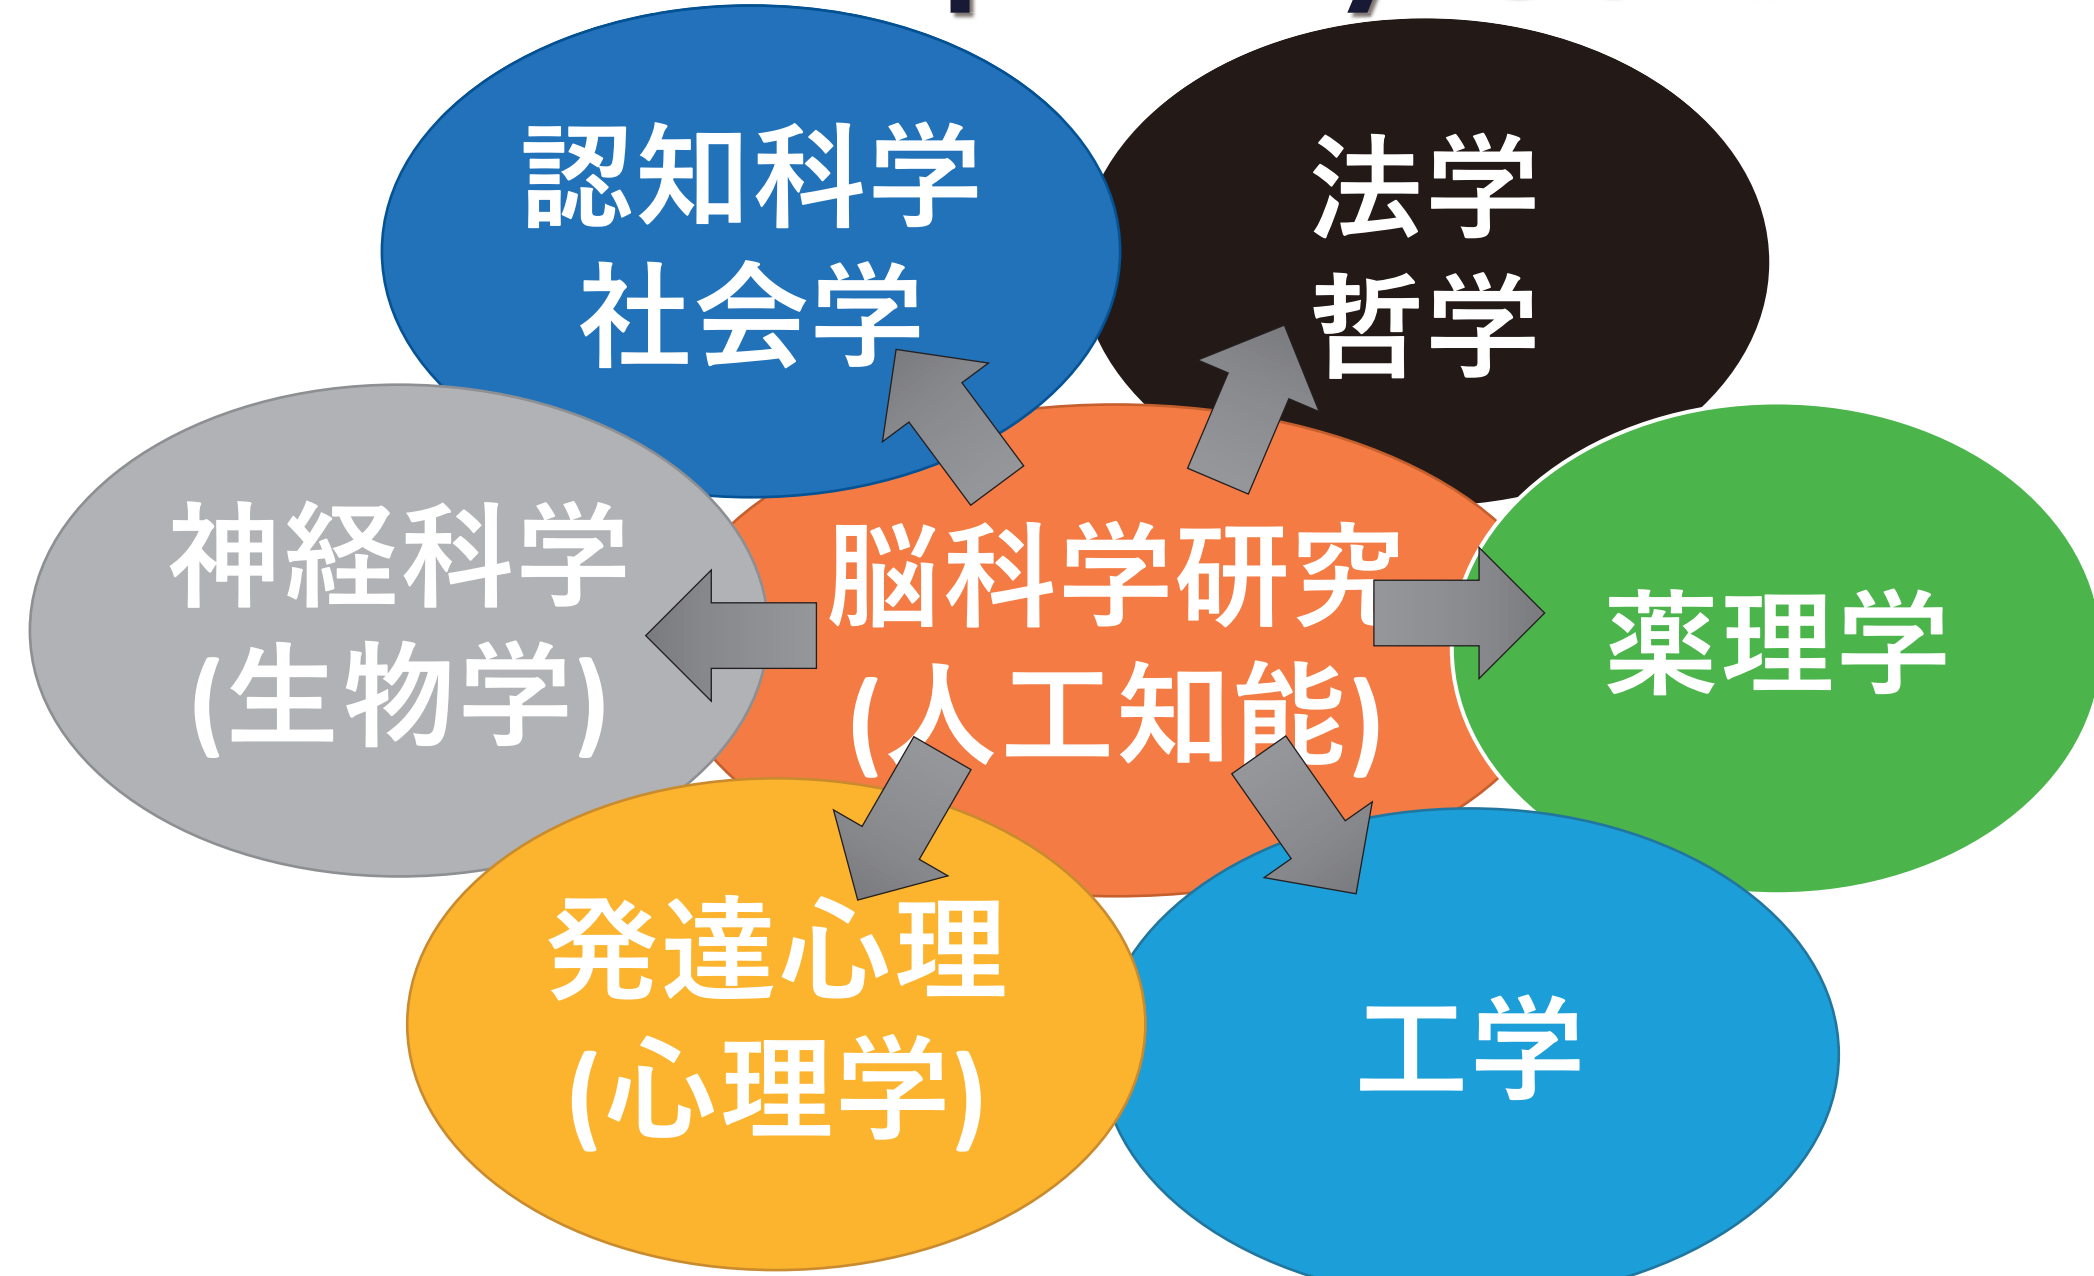 認知科学
社会学
法学
哲学
神経科学
(生物学)
脳科学研究
(人工知能)
薬理学
発達心理
(心理学)
工学